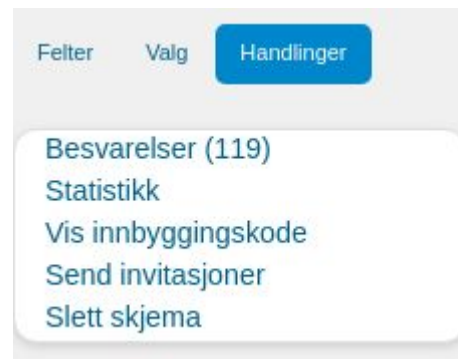 Felter Valg Handlinger
Besvarelser (119)
Statistikk
Vis innbyggingskode
Send invitasjoner
Slett skjema